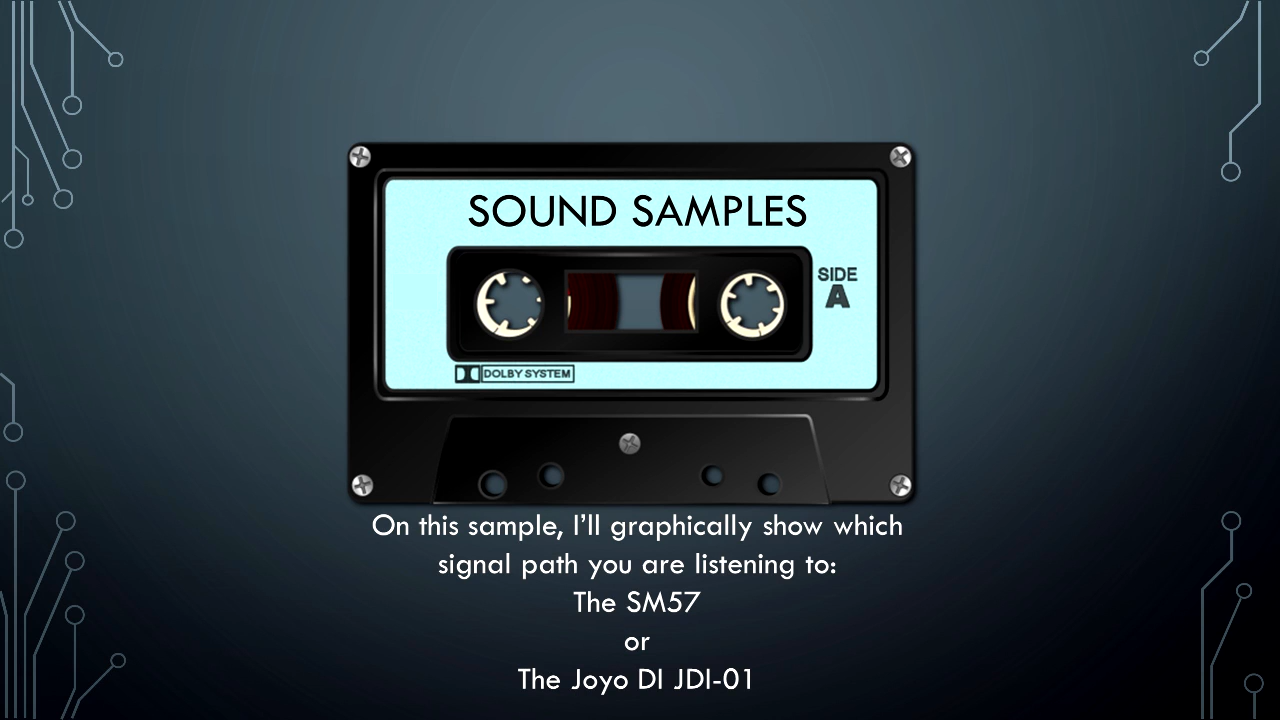 SOUND SAMPLES
SIDE
A
DOLBY SYSTEM
On this sample, I’ll graphically show which
signal path you are listening to:
The SM57
or
The Joyo DI JDI-01